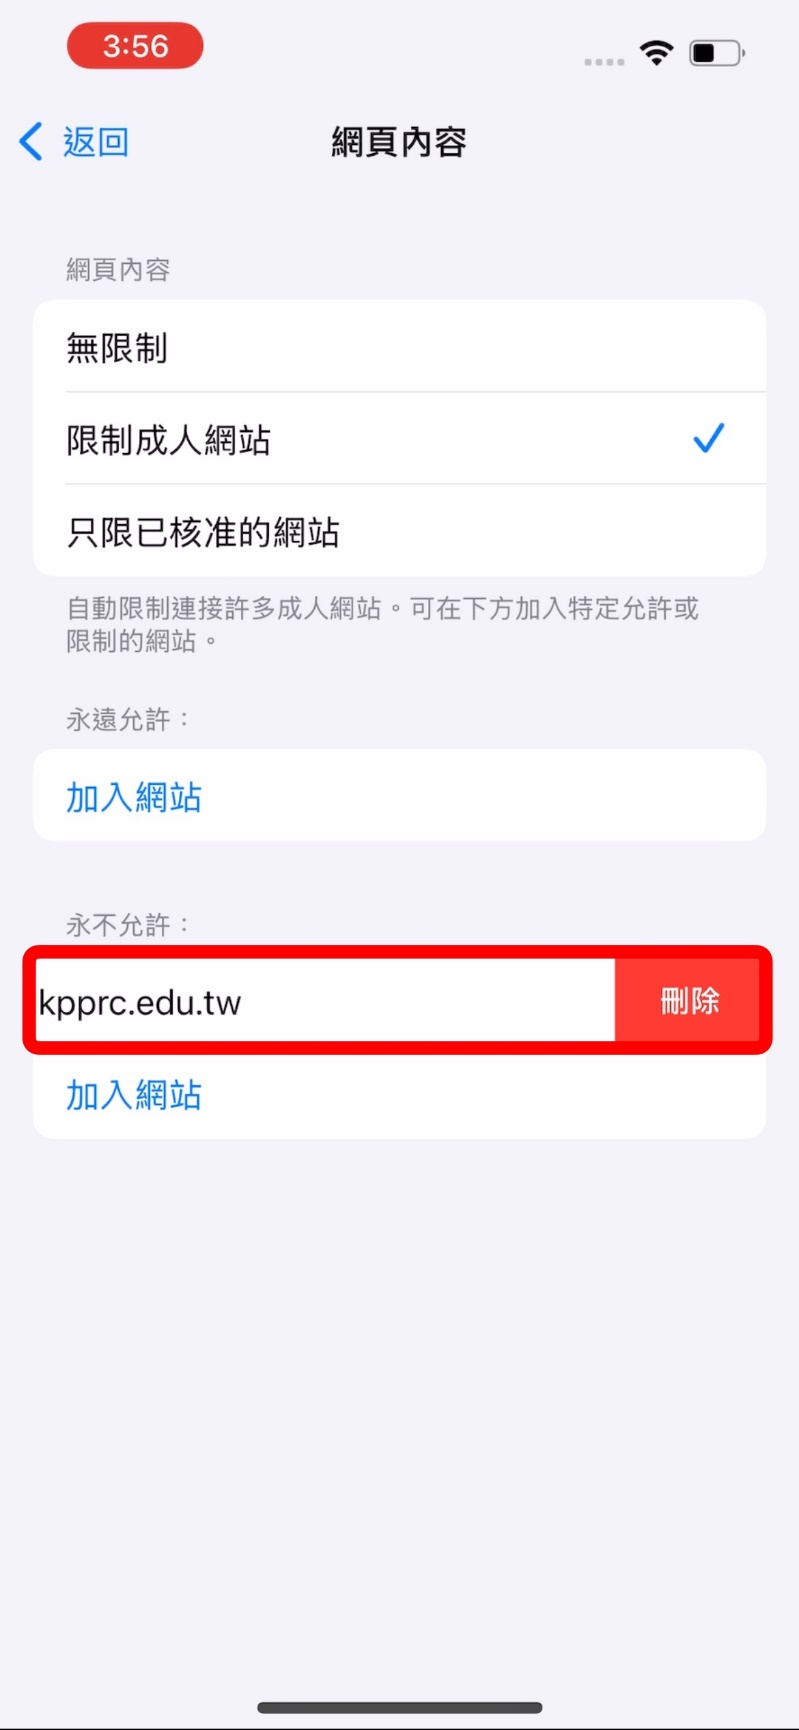 3:56
返回
網頁內容
網頁內容
無限制
限制成人網站
只限已核准的網站
自動限制連接許多成人網站。可在下方加入特定允許或
限制的網站。
永遠允許：
加入網站
永不允許：
kpprc.edu.tw
刪除
加入網站